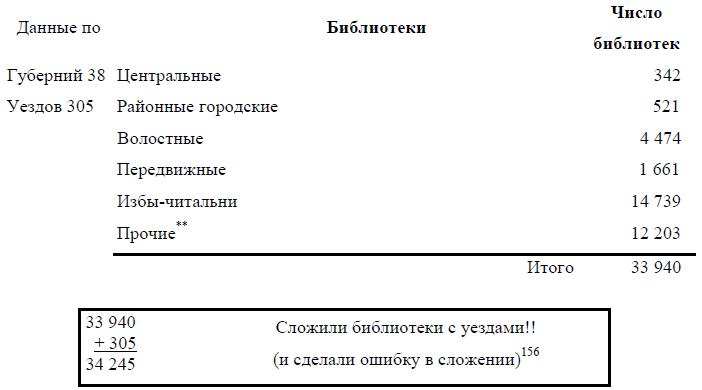 Данные по Библиотеки Число библиотек
Губерний 38 Центральные 342
Уездов 305 Районные городские 521
Волостные 4 474
Передвижные 1 661
Избы-читальни 14 739
Прочие** 12 203
Итого 33 940
33 940
+ 305
34 245
Сложили библиотеки с уездами!!
(и сделали ошибку в сложении)156